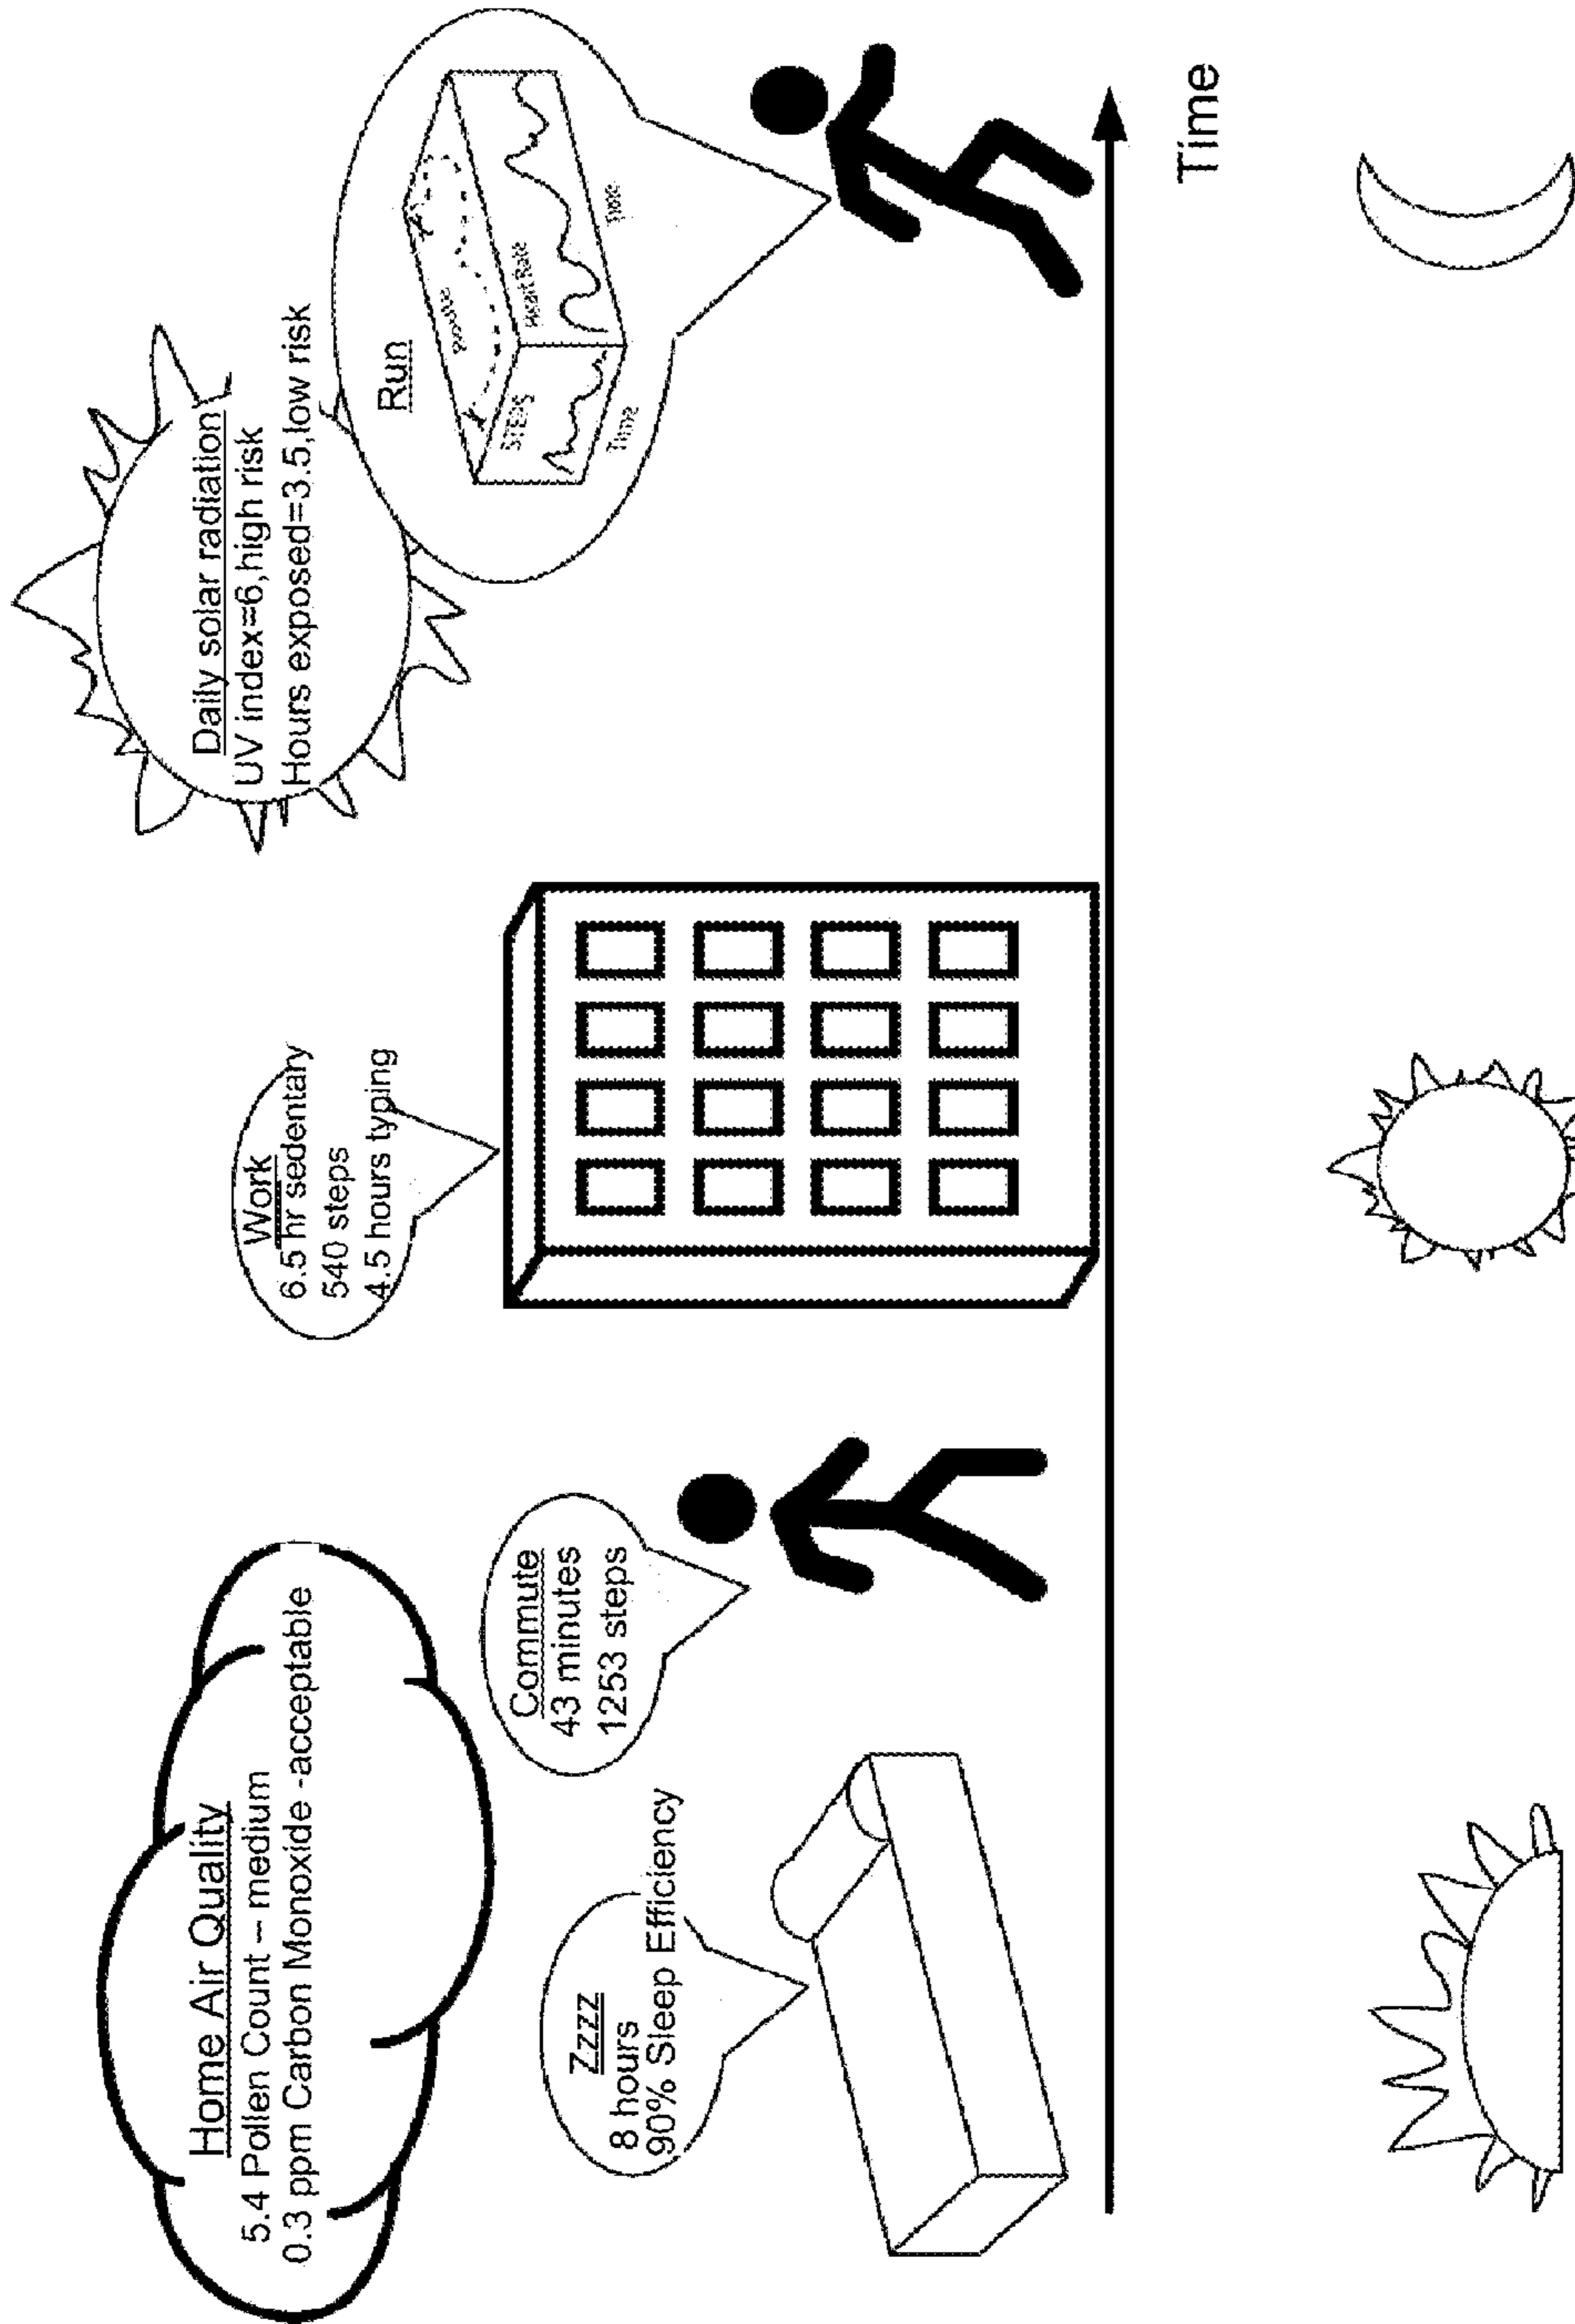 Home Air Quality
5.4 Pollen Count – medium
0.3 ppm Carbon Monoxide -acceptable
Zzzz
8 hours
90% Sleep Efficiency
Commute
43 minutes
1253 steps
Work
6.5 hr sedentary
540 steps
4.5 hours typing
Daily solar radiation
UV index=6,high risk
Hours exposed=3.5,low risk
Run
Route
STEPS
Heart Rate
Time
Time
Time